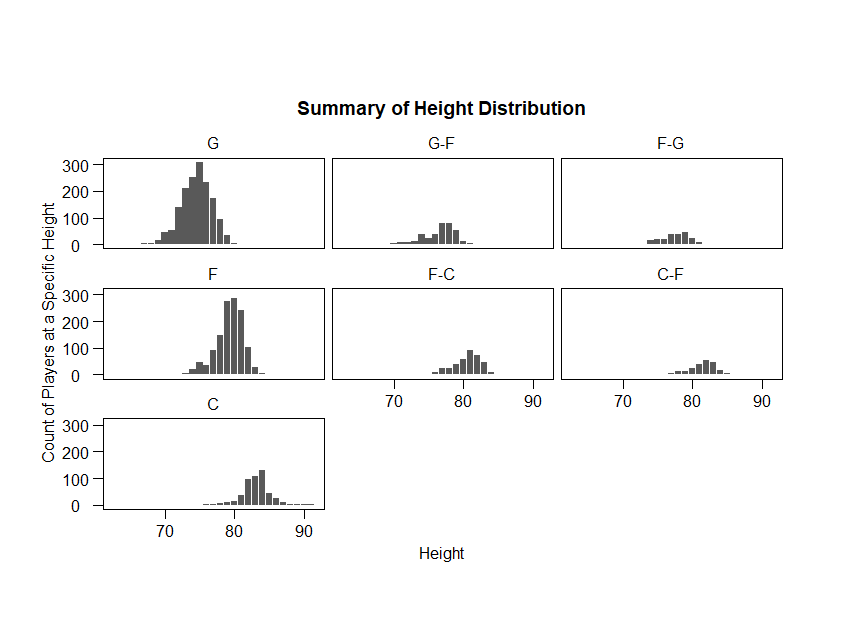 Summary of Height Distribution
G G-F F-G
300
200
100
0
F F-C C-F
300
200
100
0
70 80 90 70 80 90
C
300
200
100
0
70 80 90
Height
Count of Players at a Specific Height